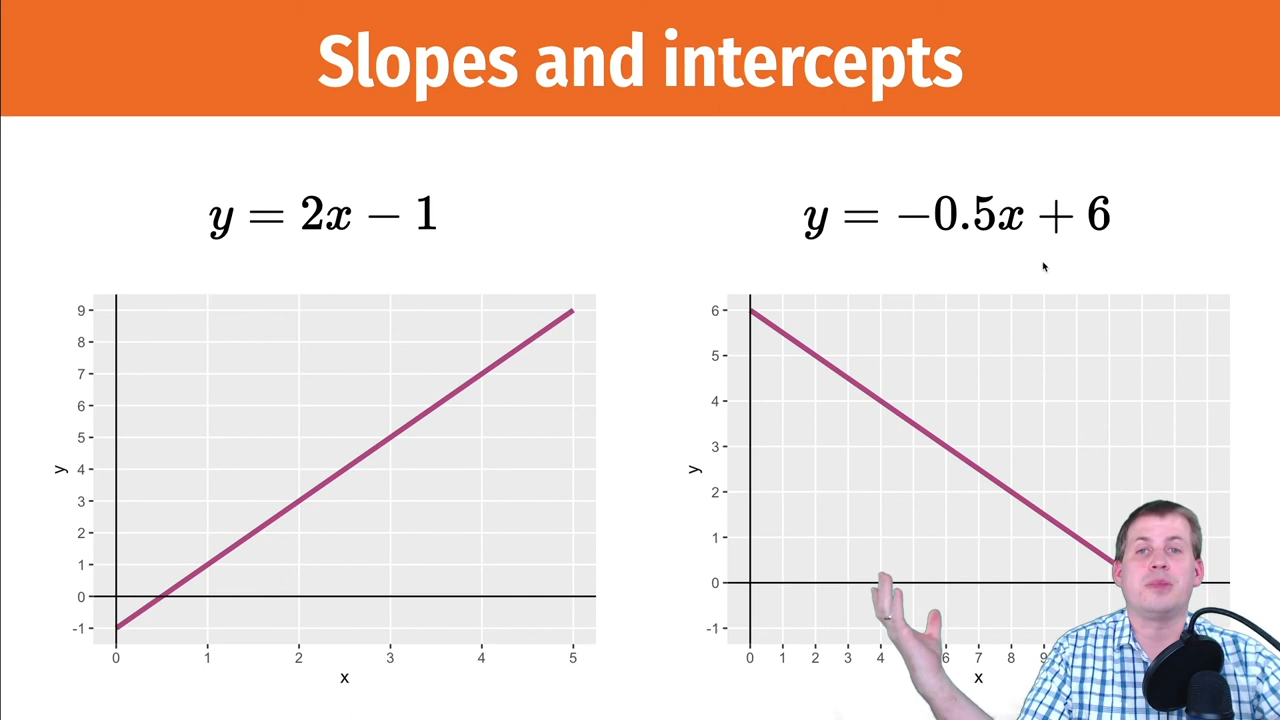 Slopes and intercepts
y = 2x − 1
y = −0.5x + 6
9
8
7
6
5
4
3
2
1
0
-1
y
0 1 2 3 4 5
x
6
5
4
3
2
1
0
-1
y
0 1 2 3 4 6 7 8 9
x